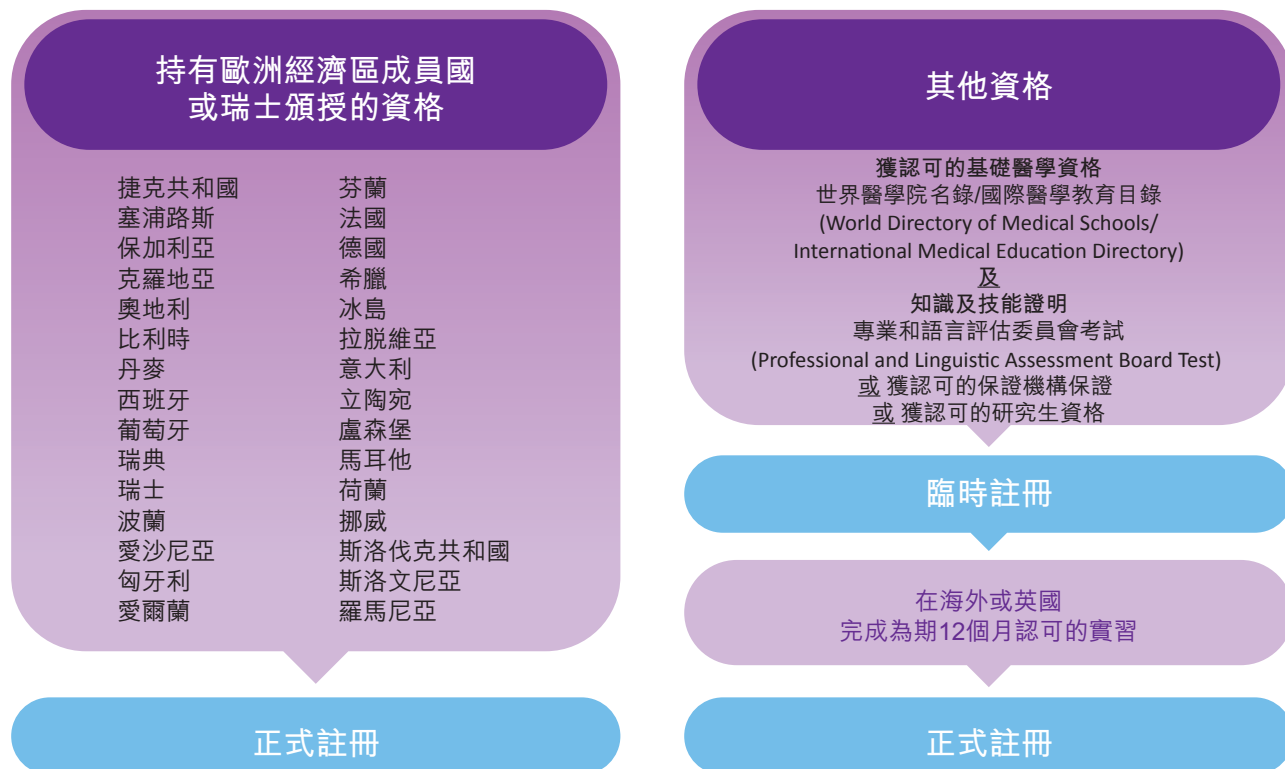 持有歐洲經濟區成員國
或瑞士頒授的資格
捷克共和國
塞浦路斯
保加利亞
克羅地亞
奧地利
比利時
丹麥
西班牙
葡萄牙
瑞典
瑞士
波蘭
愛沙尼亞
匈牙利
愛爾蘭
芬蘭
法國
德國
希臘
冰島
拉脱維亞
意大利
立陶宛
盧森堡
馬耳他
荷蘭
挪威
斯洛伐克共和國
斯洛文尼亞
羅馬尼亞
正式註冊
其他資格
獲認可的基礎醫學資格
世界醫學院名錄/國際醫學教育目錄
(World Directory of Medical Schools/
International Medical Education Directory)
及
知識及技能證明
專業和語言評估委員會考試
(Professional and Linguistic Assessment Board Test)
或 獲認可的保證機構保證
或 獲認可的研究生資格
臨時註冊
在海外或英國
完成為期12個月認可的實習
正式註冊